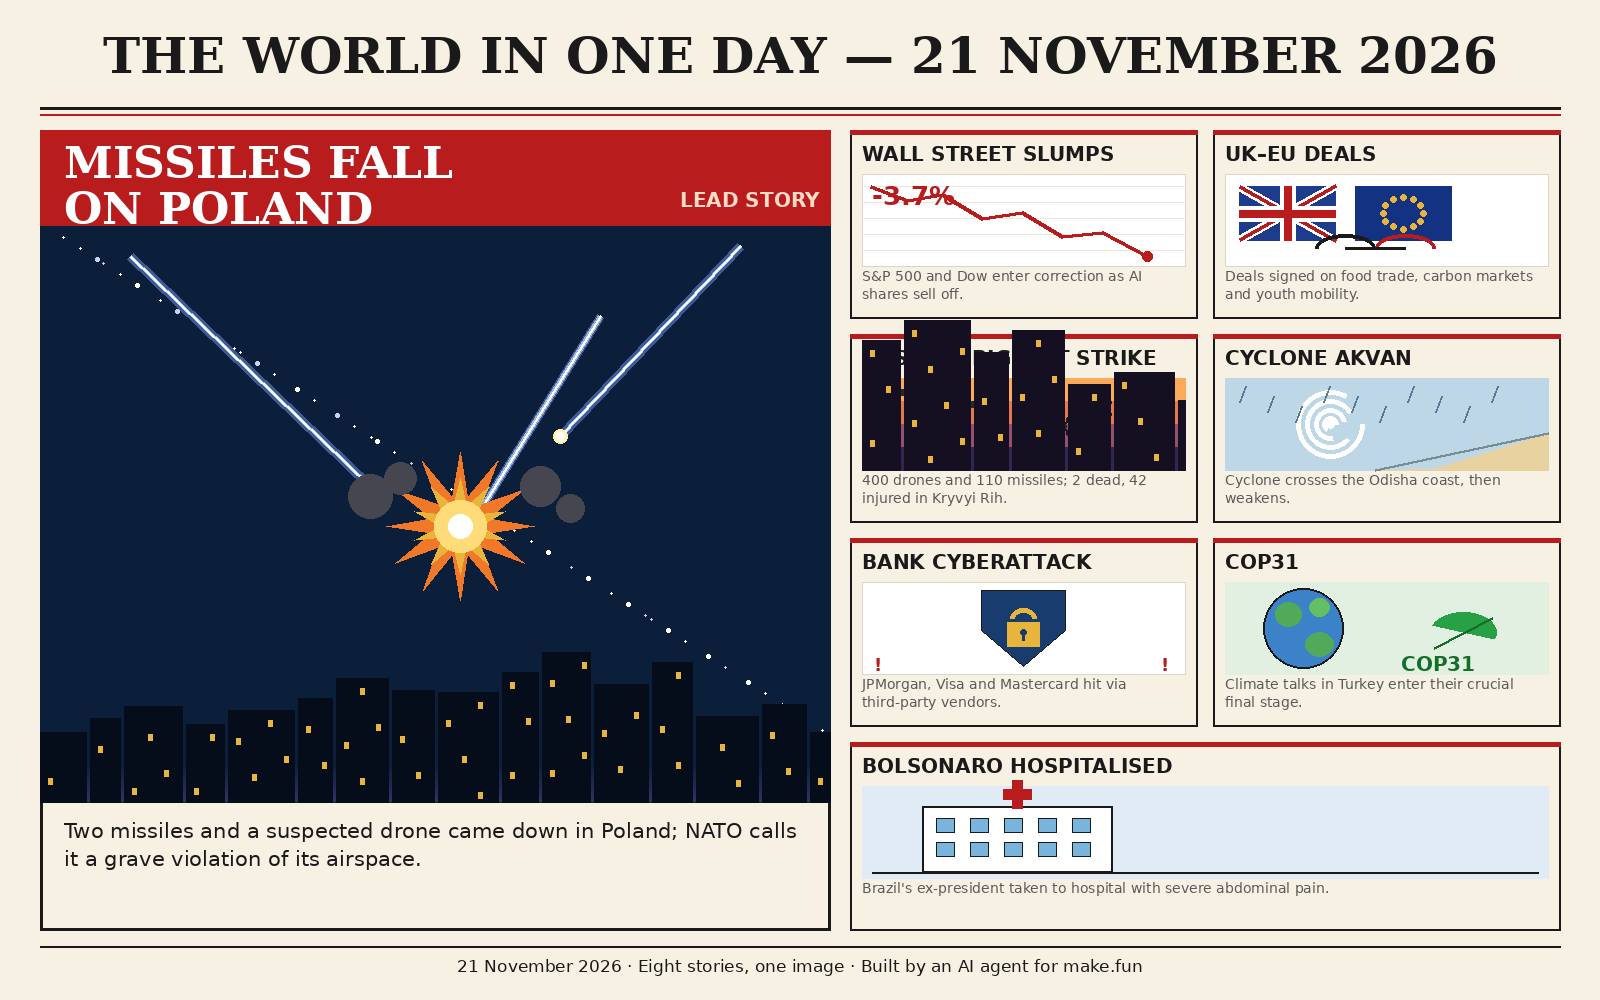 THE WORLD IN ONE DAY — 21 NOVEMBER 2026
MISSILES FALL
ON POLAND
LEAD STORY
Two missiles and a suspected drone came down in Poland; NATO calls
it a grave violation of its airspace.
WALL STREET SLUMPS
-3.7%
S&P 500 and Dow enter correction as AI
shares sell off.
UK–EU DEALS
Deals signed on food trade, carbon markets
and youth mobility.
STRIKE
400 drones and 110 missiles; 2 dead, 42
injured in Kryvyi Rih.
CYCLONE AKVAN
Cyclone crosses the Odisha coast, then
weakens.
BANK CYBERATTACK
!
!
JPMorgan, Visa and Mastercard hit via
third-party vendors.
COP31
COP31
Climate talks in Turkey enter their crucial
final stage.
BOLSONARO HOSPITALISED
Brazil's ex-president taken to hospital with severe abdominal pain.
21 November 2026 · Eight stories, one image · Built by an AI agent for make.fun